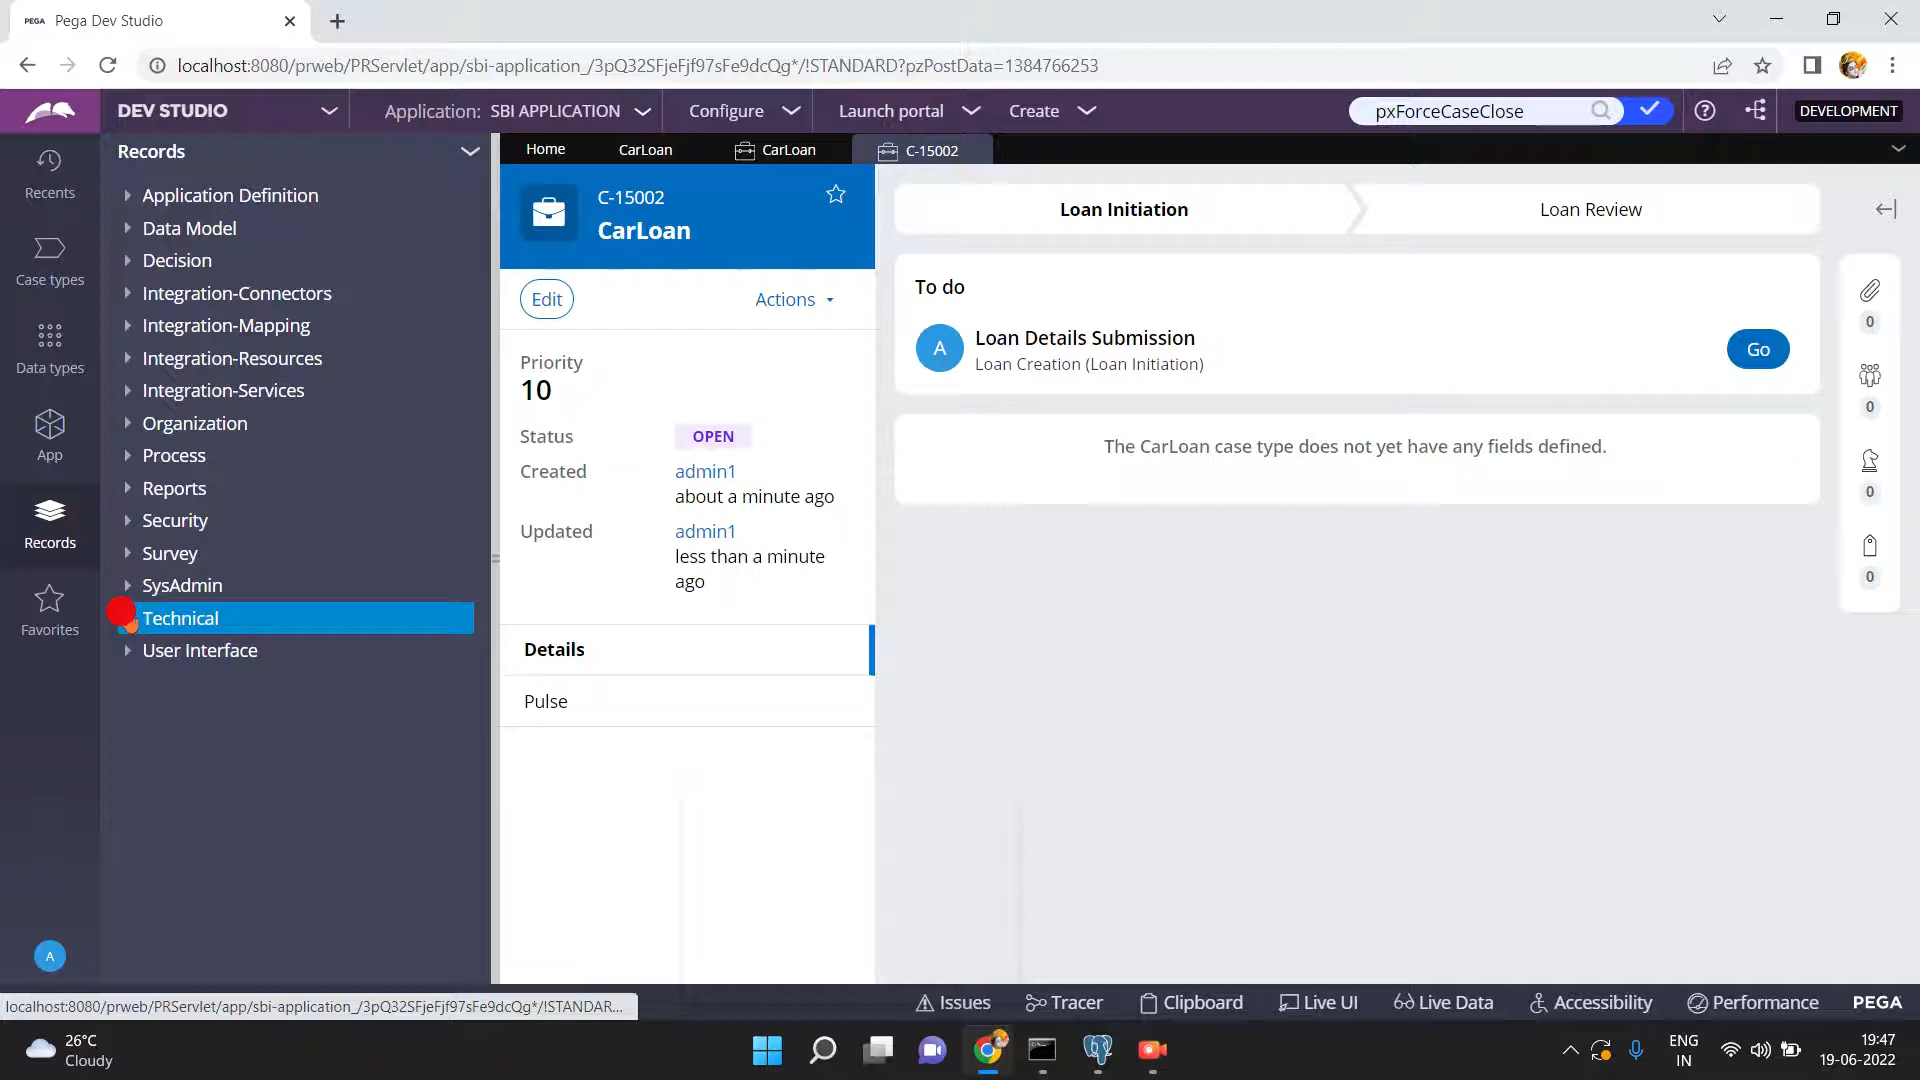 PEGA Pega Dev Studio
localhost:8080/prweb/PRServlet/app/sbi-application_/3pQ32SFjeFjf97sFe9dcQg*/!STANDARD?pzPostData=1384766253
DEV STUDIO
Application: SBI APPLICATION
Configure
Launch portal
Create
pxForceCaseClose
DEVELOPMENT
Recents
Case types
Data types
App
Records
Favorites
A
Records
Application Definition
Data Model
Decision
Integration-Connectors
Integration-Mapping
Integration-Resources
Integration-Services
Organization
Process
Reports
Security
Survey
SysAdmin
Technical
User Interface
Home
CarLoan
CarLoan
C-15002
C-15002
CarLoan
Edit
Actions
Priority
10
Status OPEN
Created admin1
about a minute ago
Updated admin1
less than a minute
ago
Details
Pulse
Loan Initiation
Loan Review
To do
A
Loan Details Submission
Loan Creation (Loan Initiation)
Go
The CarLoan case type does not yet have any fields defined.
0
0
0
0
localhost:8080/prweb/PRServlet/app/sbi-application_/3pQ32SFjeFjf97sFe9dcQg*/!STANDAR...
Issues
Tracer
Clipboard
Live UI
Live Data
Accessibility
Performance
PEGA
26°C
Cloudy
ENG
IN
19:47
19-06-2022